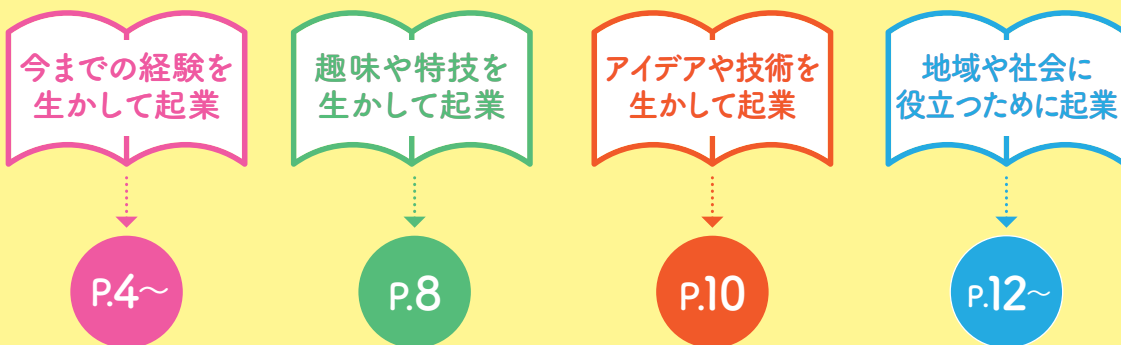 今までの経験を
生かして起業
趣味や特技を
生かして起業
アイデアや技術を
生かして起業
地域や社会に
役立つために起業
P.4〜
P.8
P.10
P.12〜